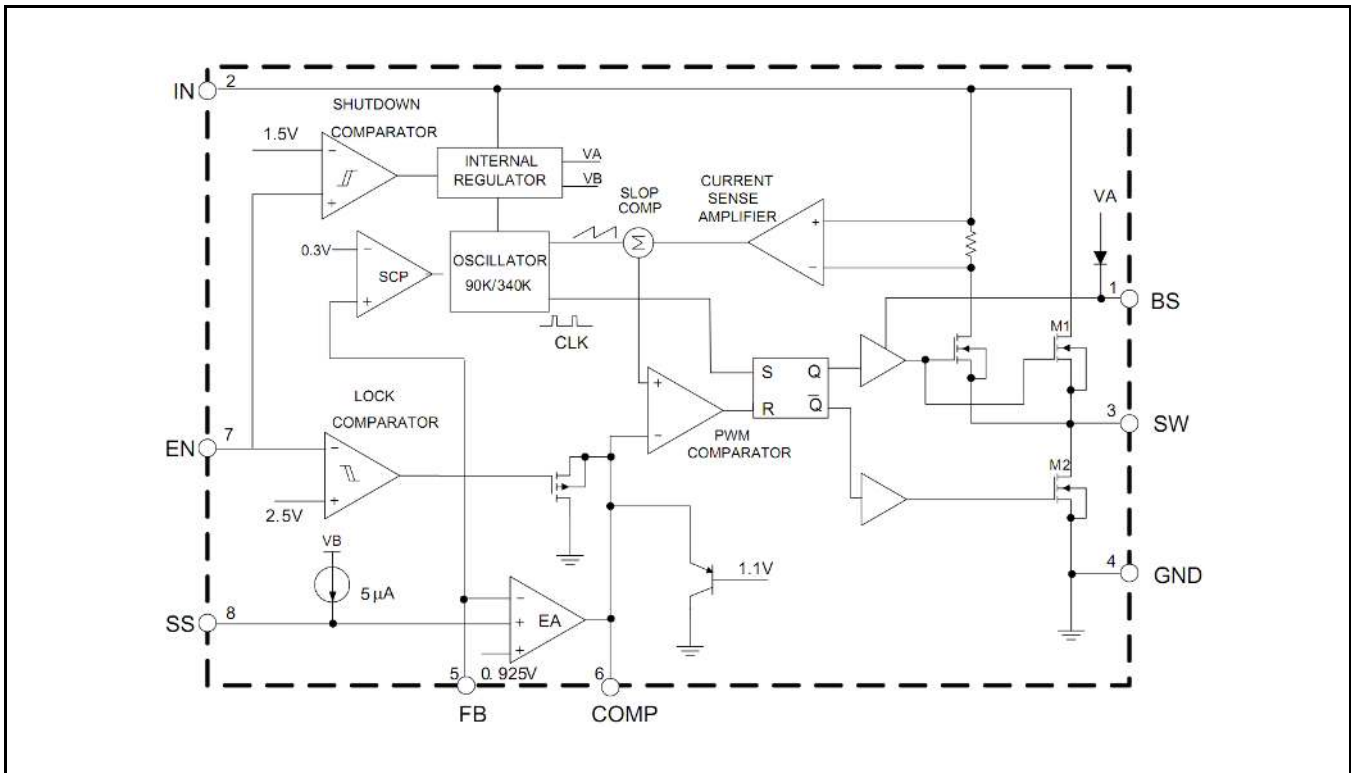 IN
2
SHUTDOWN
COMPARATOR
1.5V
−
+
INTERNAL
REGULATOR
VA
VB
SLOP
COMP
Σ
CURRENT
SENSE
AMPLIFIER
+
−
VA
0.3V
−
+
SCP
OSCILLATOR
90K/340K
CLK
1
BS
M1
S Q
R Q̅
+
−
PWM
COMPARATOR
LOCK
COMPARATOR
EN
7
−
+
2.5V
3
SW
M2
VB
5µA
1.1V
4
GND
SS
8
−
+
+
EA
0.925V
5
FB
6
COMP